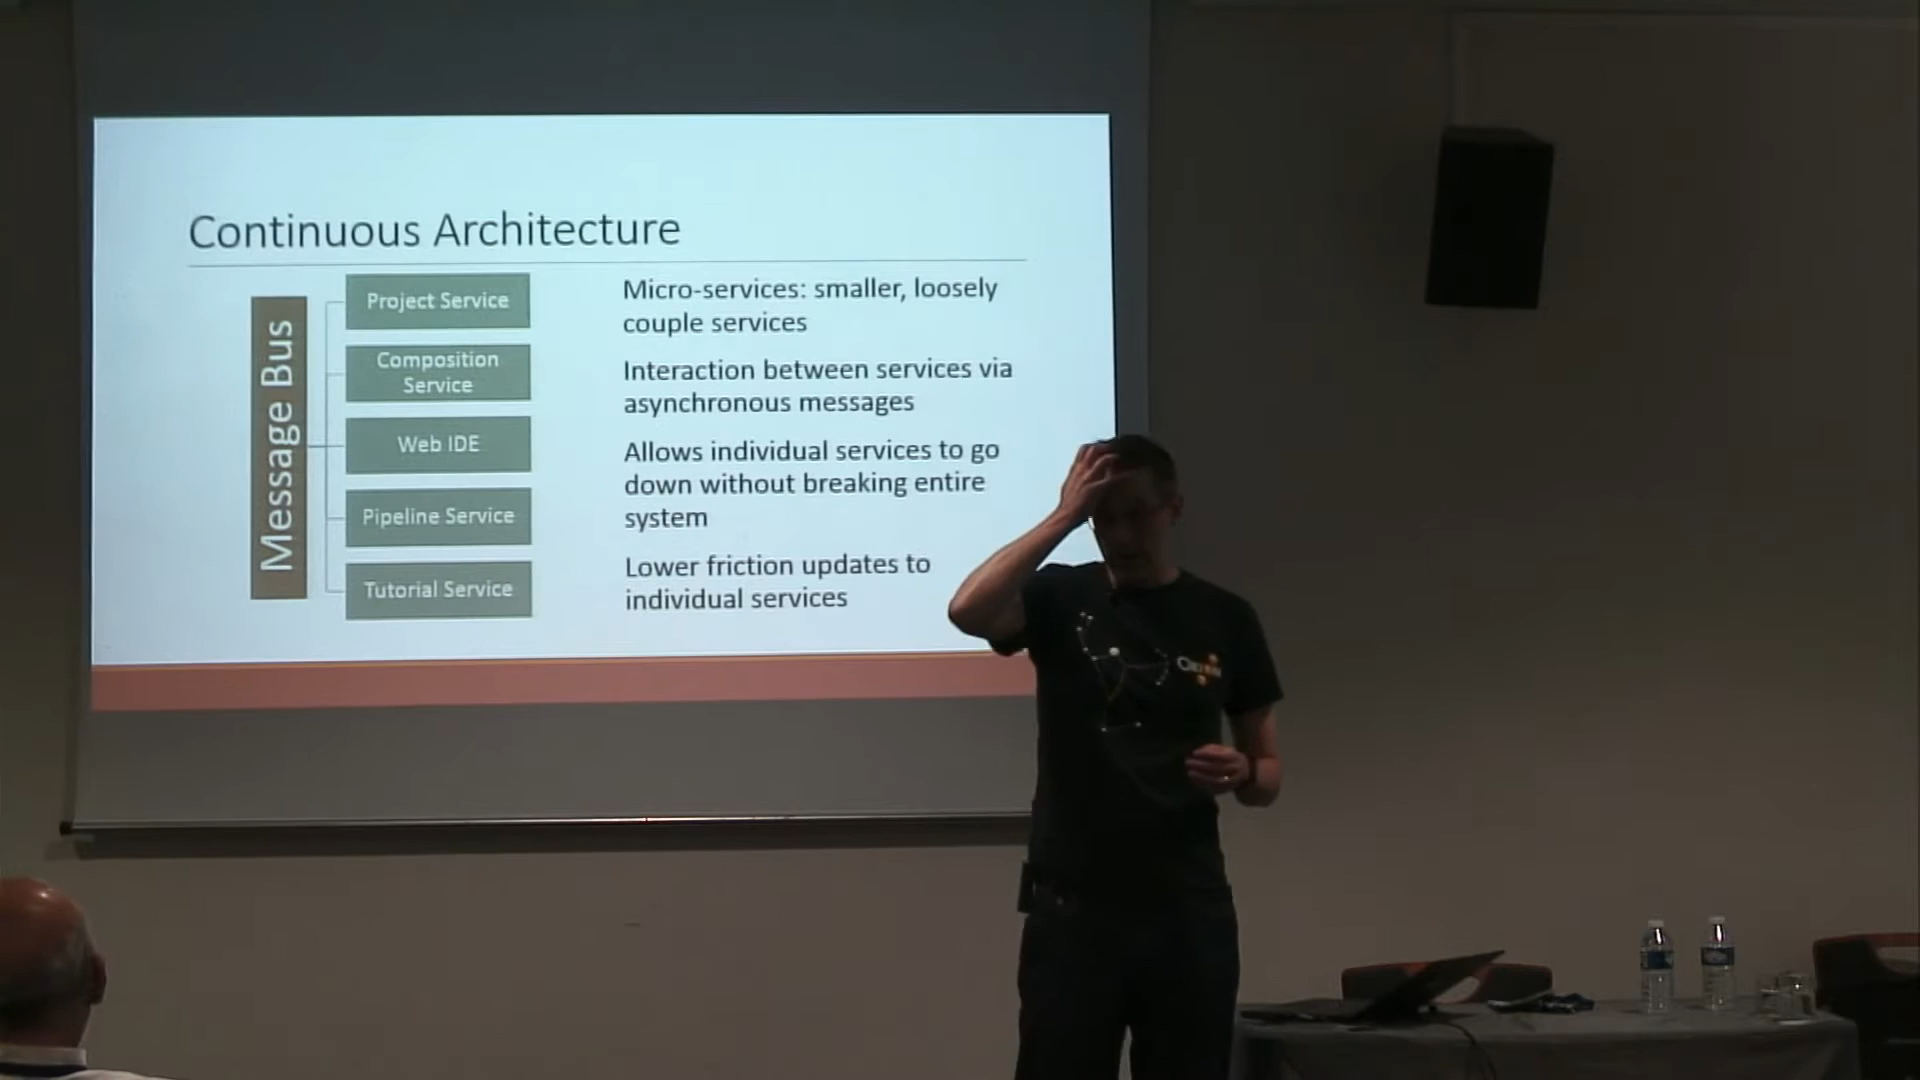 Continuous Architecture
Message Bus
Project Service
Composition
Service
Web IDE
Pipeline Service
Tutorial Service
Micro-services: smaller, loosely
couple services
Interaction between services via
asynchronous messages
Allows individual services to go
down without breaking entire
system
Lower friction updates to
individual services